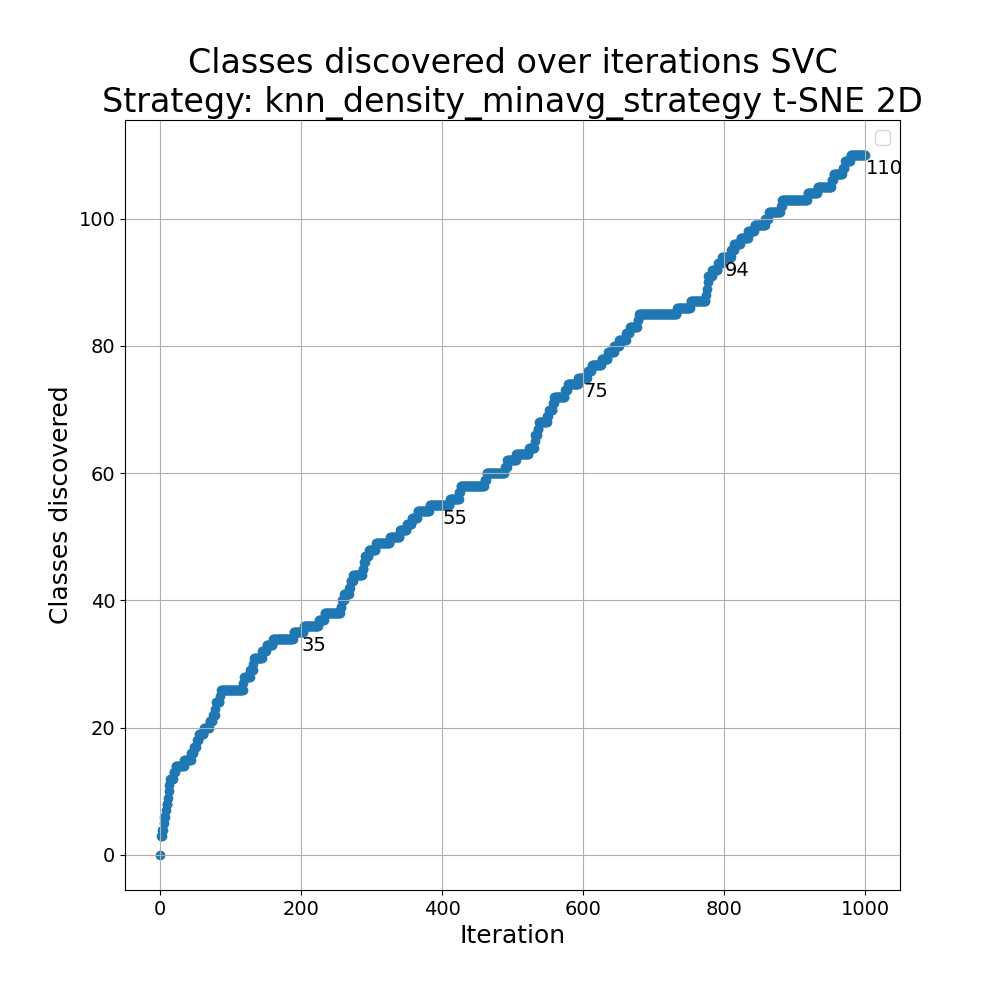 Classes discovered over iterations SVC
Strategy: knn_density_minavg_strategy t-SNE 2D
110
100
94
80
75
60
55
40
35
20
0
Classes discovered
0 200 400 600 800 1000
Iteration